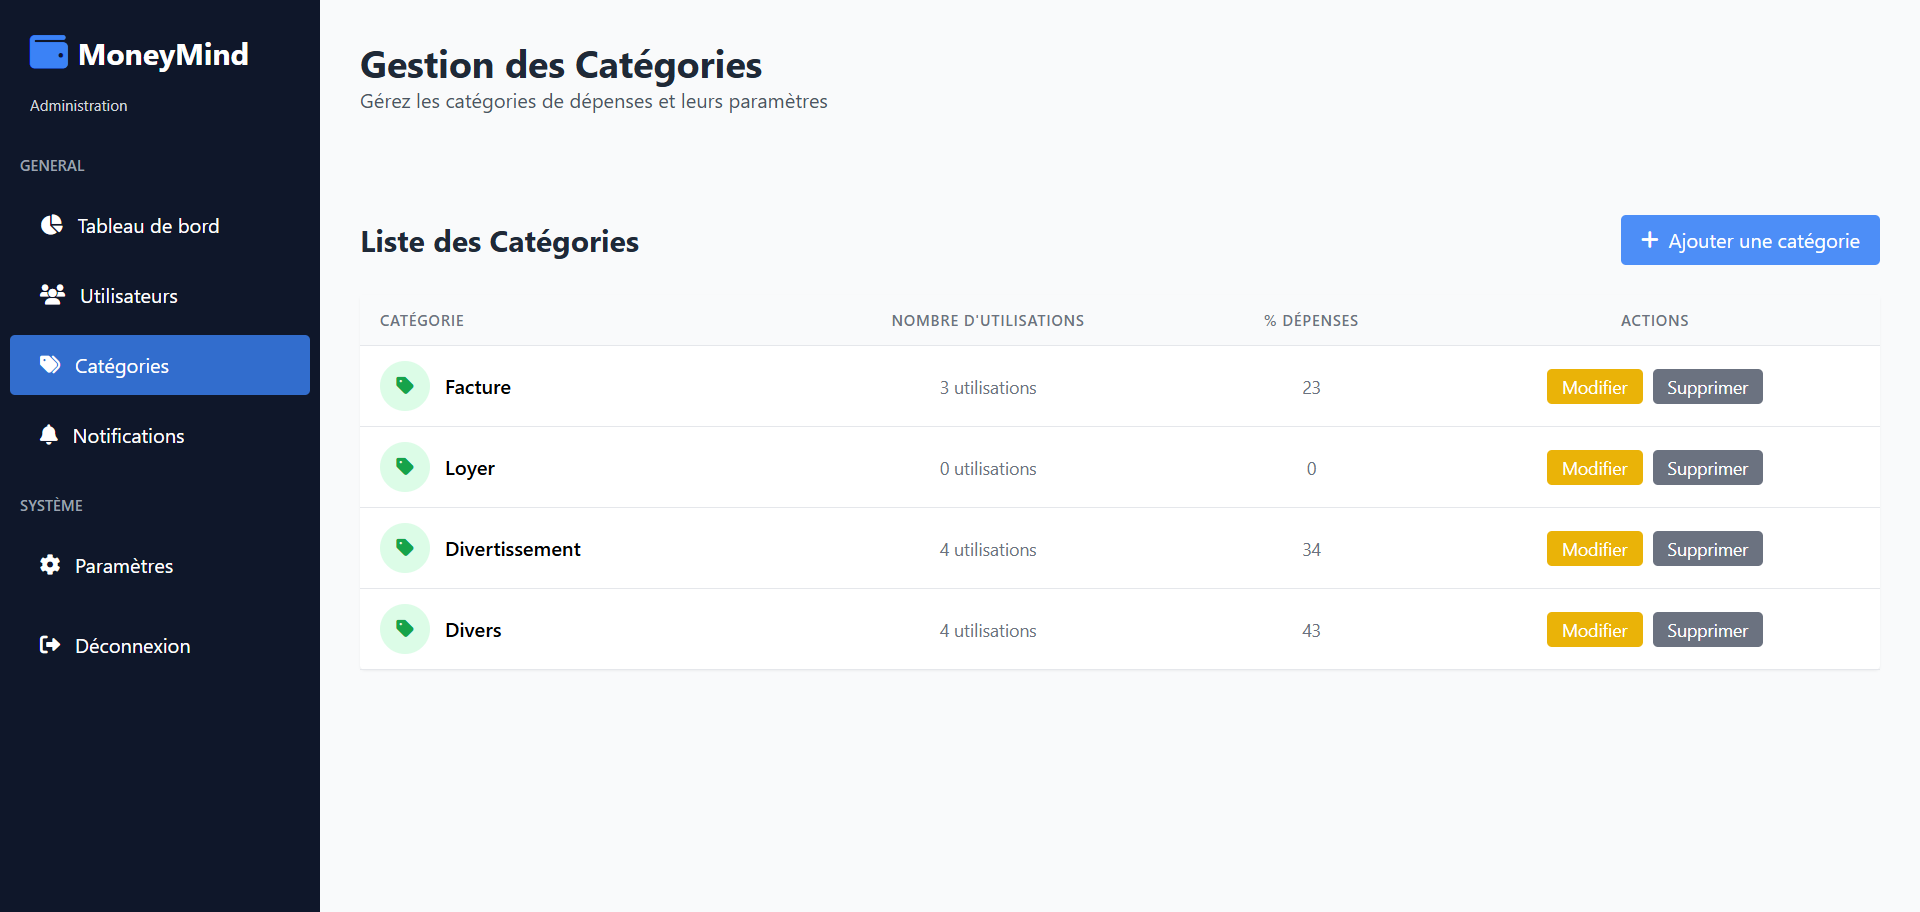 MoneyMind
Administration
GENERAL
Tableau de bord
Utilisateurs
Catégories
Notifications
SYSTÈME
Paramètres
Déconnexion
Gestion des Catégories
Gérez les catégories de dépenses et leurs paramètres
Liste des Catégories
Ajouter une catégorie
CATÉGORIE NOMBRE D'UTILISATIONS % DÉPENSES ACTIONS
Facture 3 utilisations 23 Modifier Supprimer
Loyer 0 utilisations 0 Modifier Supprimer
Divertissement 4 utilisations 34 Modifier Supprimer
Divers 4 utilisations 43 Modifier Supprimer